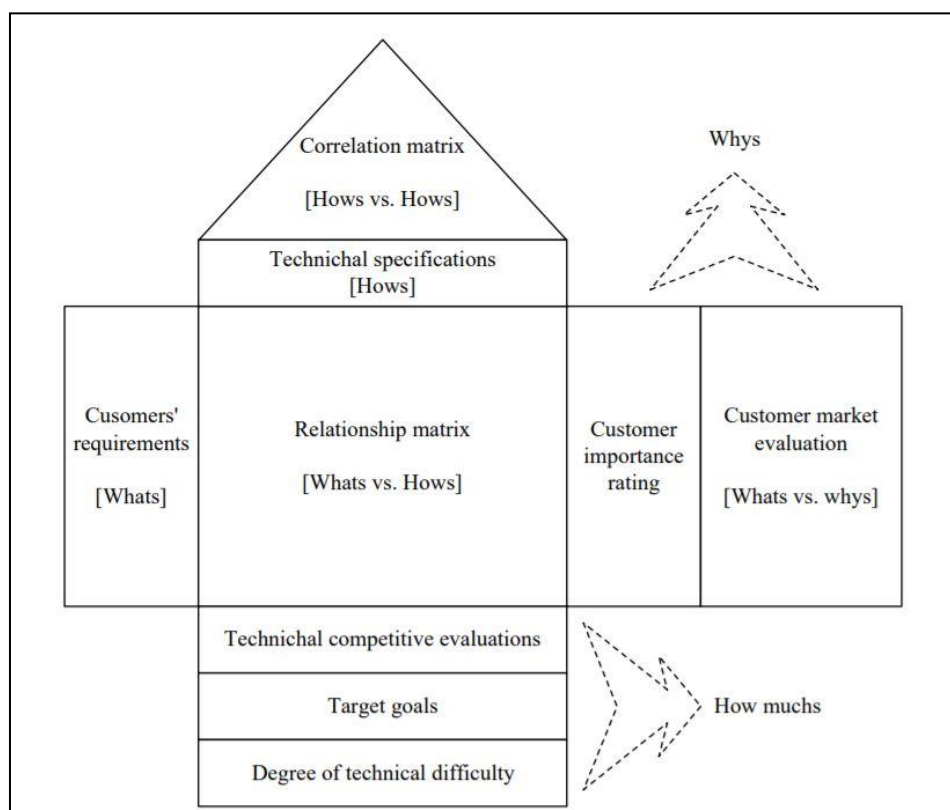 Correlation matrix
[Hows vs. Hows]
Whys
Technichal specifications
[Hows]
Cusomers'
requirements
[Whats]
Relationship matrix
[Whats vs. Hows]
Customer
importance
rating
Customer market
evaluation
[Whats vs. whys]
Technichal competitive evaluations
Target goals
Degree of technical difficulty
How muchs